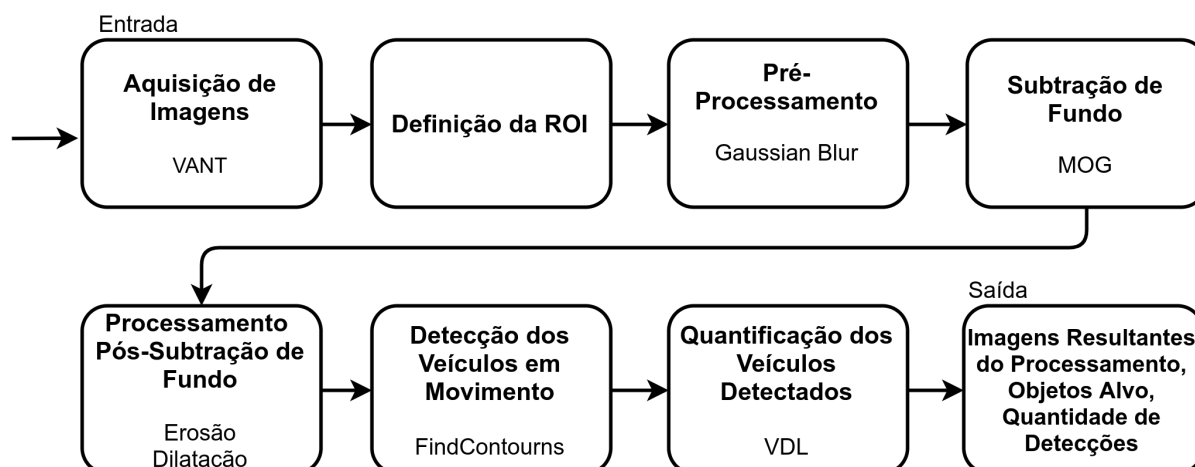 Entrada
Aquisição de
Imagens
VANT
Definição da ROI
Pré-
Processamento
Gaussian Blur
Subtração de
Fundo
MOG
Processamento
Pós-Subtração de
Fundo
Erosão
Dilatação
Detecção dos
Veículos em
Movimento
FindContourns
Quantificação dos
Veículos
Detectados
VDL
Saída
Imagens Resultantes
do Processamento,
Objetos Alvo,
Quantidade de
Detecções